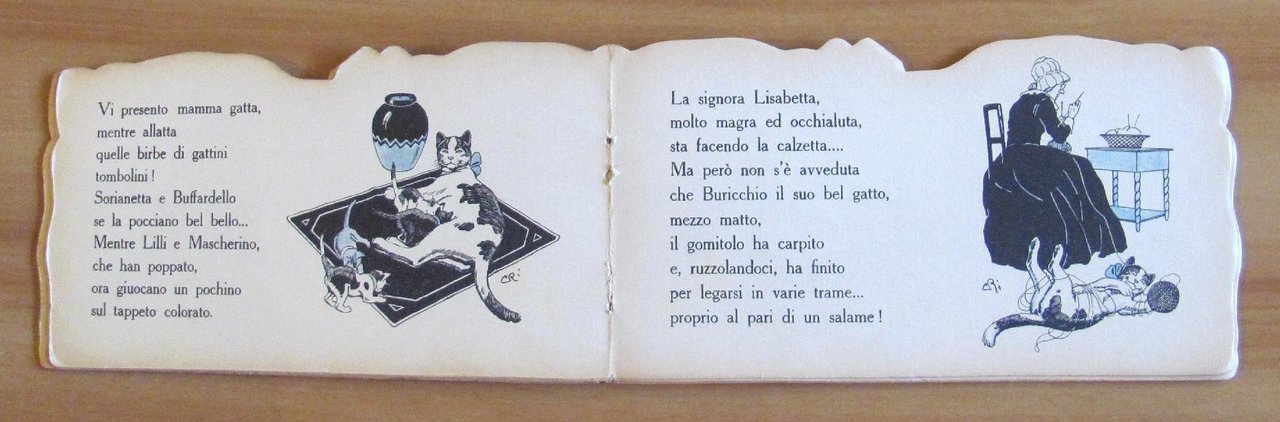 Vi presento mamma gatta,
mentre allatta
quelle birbe di gattini
tombolini!
Sorianetta e Buffardello
se la pocciano bel bello...
Mentre Lilli e Mascherino,
che han poppato,
ora giuocano un pochino
sul tappeto colorato.
CRi
La signora Lisabetta,
molto magra ed occhialuta,
sta facendo la calzetta....
Ma però non s'è avveduta
che Buricchio il suo bel gatto,
mezzo matto,
il gomitolo ha carpito
e, ruzzolandoci, ha finito
per legarsi in varie trame...
proprio al pari di un salame!
CRi